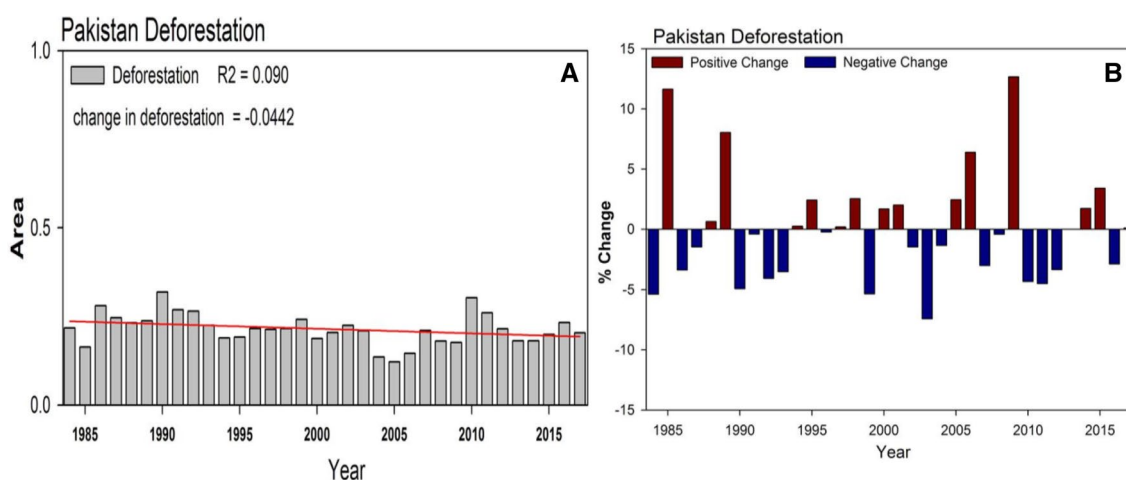 Pakistan Deforestation
1.0
Deforestation R2 = 0.090
A
change in deforestation = -0.0442
Area
0.5
0.0
1985 1990 1995 2000 2005 2010 2015
Year
Pakistan Deforestation
15
Positive Change Negative Change
B
10
5
% Change
0
-5
-10
-15
1985 1990 1995 2000 2005 2010 2015
Year